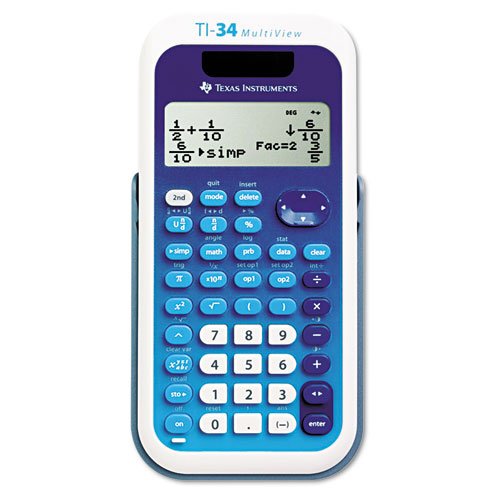 TI-34 MultiView
TEXAS INSTRUMENTS
DEG
1/2+1/10 ↓6/10
6/10▶simp Fac=2 3/5
quit insert
2nd mode delete
U n/d n/d %
angle log stat
▸simp math prb data clear
trig 1/x set op1 set op2 int÷
π x10ⁿ op1 op2 ÷
x² √ ( ) ×
^ 7 8 9 −
clear var
4 5 6 +
recall
sto▸ 1 2 3 ◂▸
off reset , ans
on 0 . (−) enter